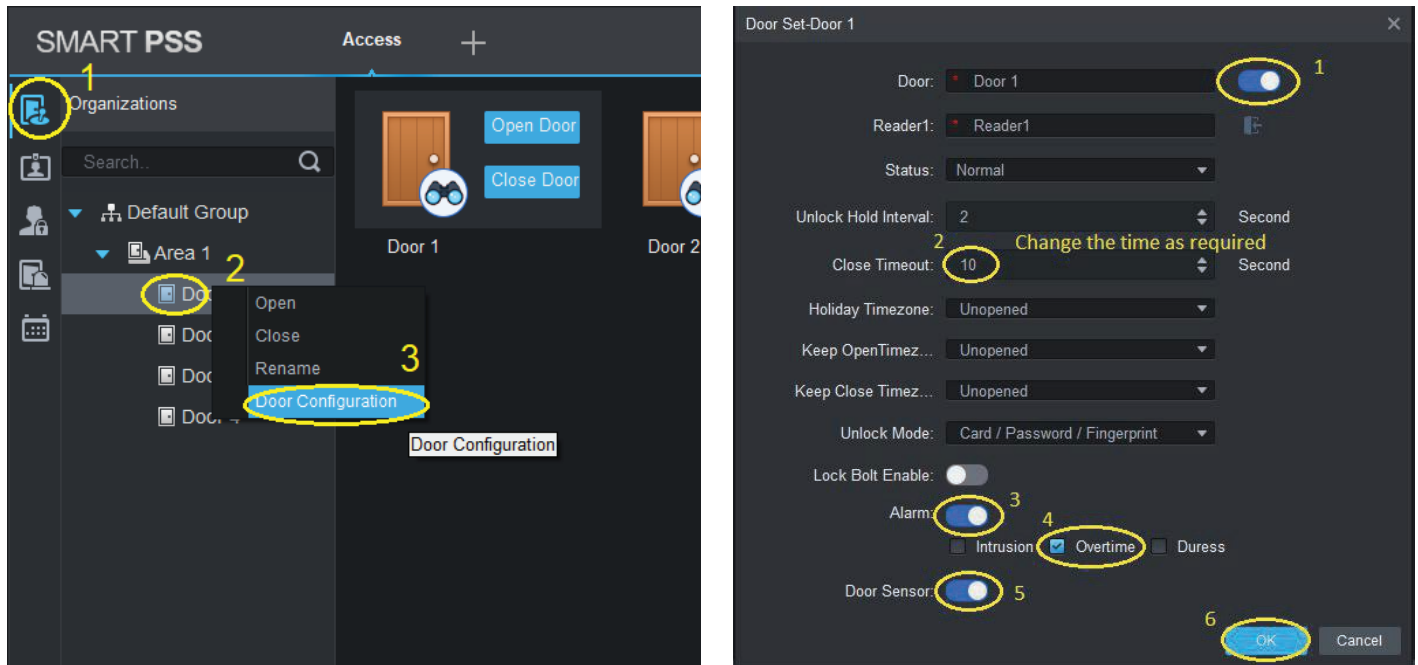 SMART PSS
Access
1
Organizations
Search..
Open Door
Close Door
Default Group
Area 1
Door 1
Door 2
2
Open
Close
Rename
3
Door Configuration
Door Configuration
Door Set-Door 1
Door: * Door 1
1
Reader1: * Reader1
Status: Normal
Unlock Hold Interval: 2 Second
2 Change the time as required
Close Timeout: 10 Second
Holiday Timezone: Unopened
Keep OpenTimez... Unopened
Keep Close Timez... Unopened
Unlock Mode: Card / Password / Fingerprint
Lock Bolt Enable:
Alarm: 3
4
Intrusion Overtime Duress
Door Sensor: 5
6
OK Cancel